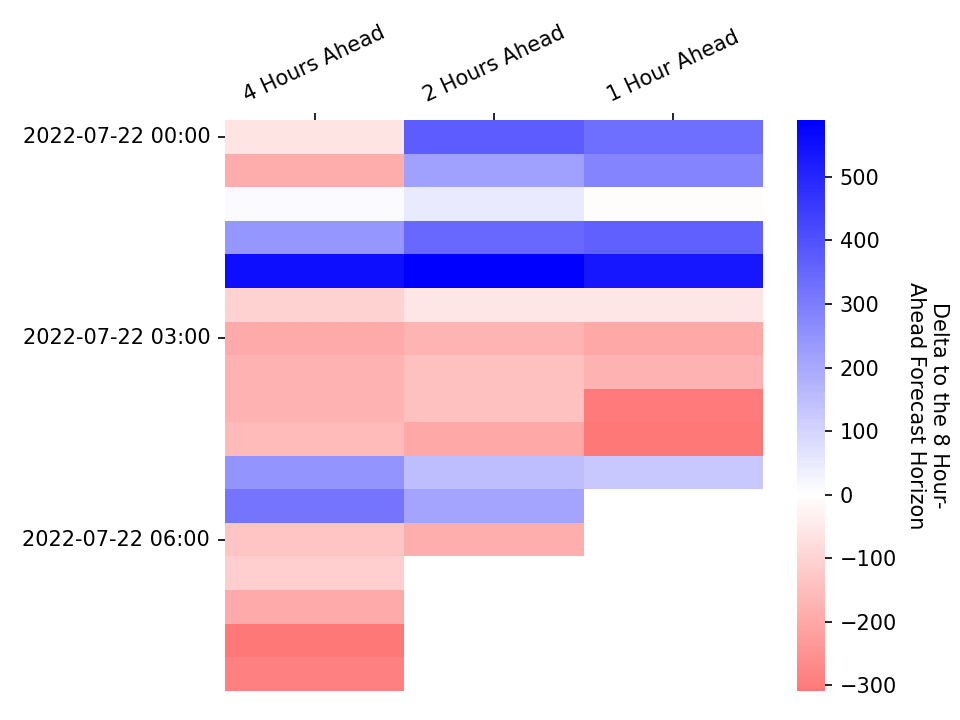 4 Hours Ahead
2 Hours Ahead
1 Hour Ahead
2022-07-22 00:00
2022-07-22 03:00
2022-07-22 06:00
500
400
300
200
100
0
−100
−200
−300
Delta to the 8 Hour-
Ahead Forecast Horizon